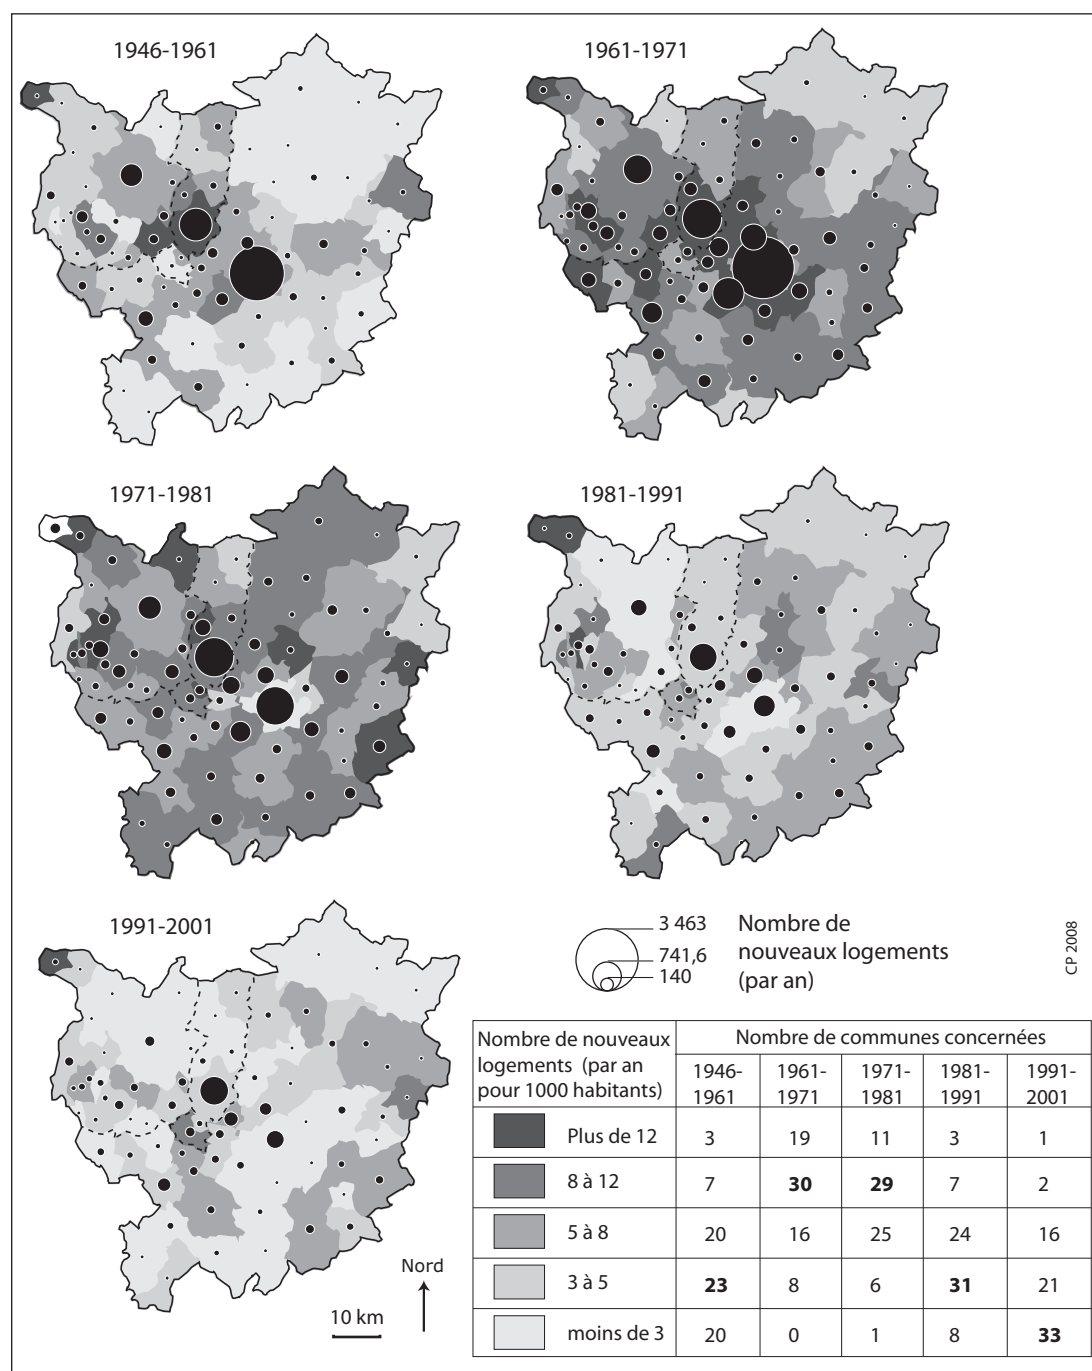 1946-1961
1961-1971
1971-1981
1981-1991
1991-2001
3 463
741,6
140
Nombre de
nouveaux logements
(par an)
CP 2008
Nord
10 km
Nombre de nouveaux
logements (par an
pour 1000 habitants)
Nombre de communes concernées
1946-
1961
1961-
1971
1971-
1981
1981-
1991
1991-
2001
Plus de 12 3 19 11 3 1
8 à 12 7 30 29 7 2
5 à 8 20 16 25 24 16
3 à 5 23 8 6 31 21
moins de 3 20 0 1 8 33